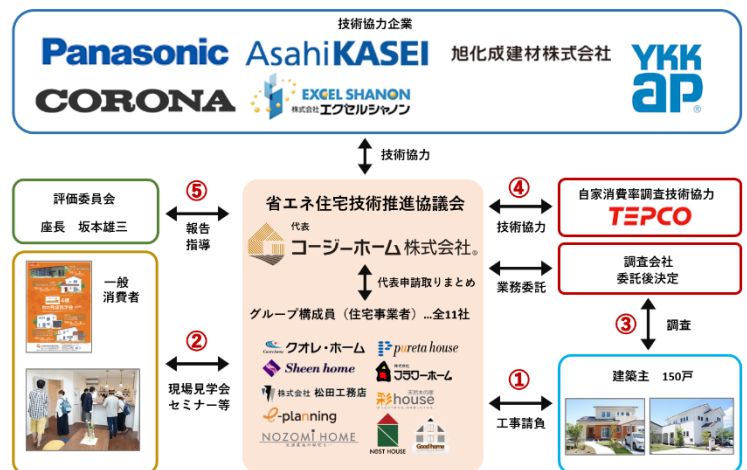 技術協力企業
Panasonic
AsahiKASEI
旭化成建材株式会社
YKK
ap®
CORONA
EXCEL SHANON
株式会社エクセルシャノン
技術協力
評価委員会
座長 坂本雄三
⑤
報告
指導
省エネ住宅技術推進協議会
代表
コージーホーム株式会社®
代表申請取りまとめ
グループ構成員(住宅事業者)…全11社
クオレ・ホーム
pureta house
Sheen home
株式会社
フラワーホーム
株式会社 松田工務店
天然木の家
彩house
e-planning
NOZOMI HOME
NEST HOUSE
Goodhome
④
技術協力
自家消費率調査技術協力
TEPCO
業務委託
調査会社
委託後決定
③
調査
一般
消費者
②
現場見学会
セミナー等
①
工事請負
建築主 150戸